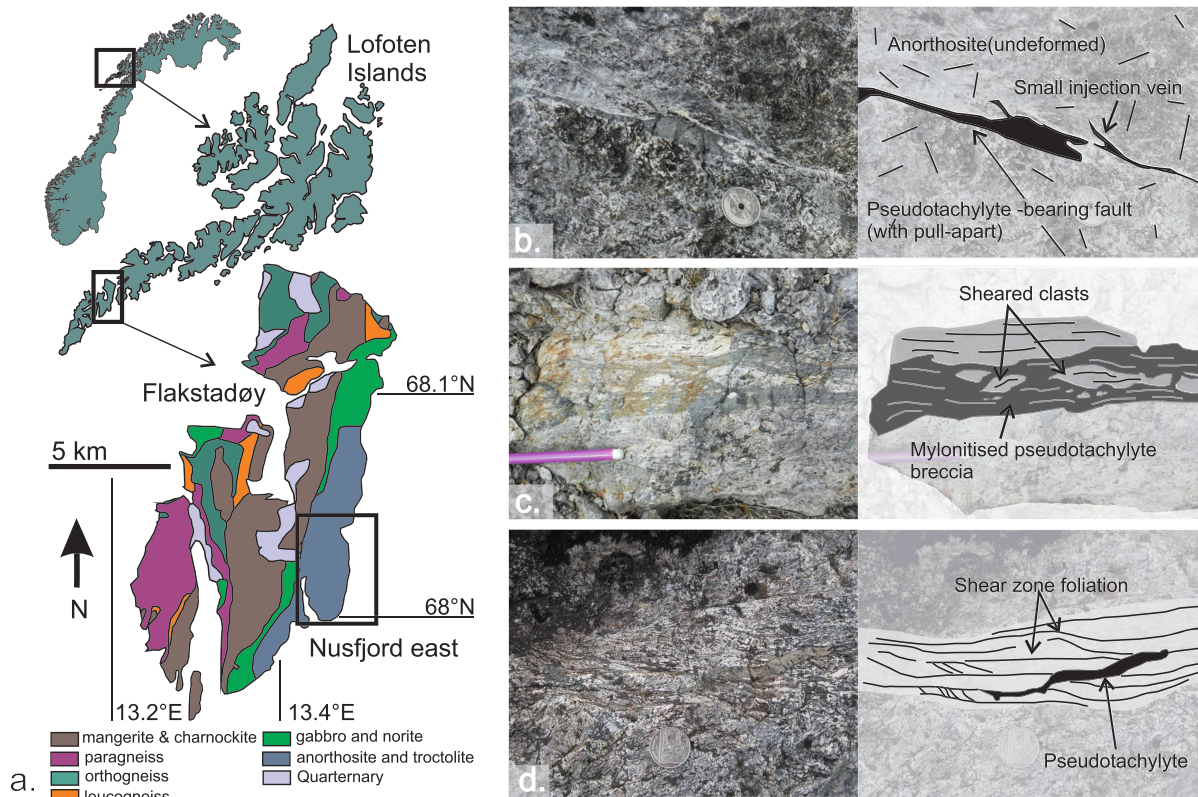 Lofoten
Islands
Flakstadøy
68.1°N
5 km
N
68°N
Nusfjord east
13.2°E
13.4°E
mangerite & charnockite
paragneiss
orthogneiss
leucogneiss
gabbro and norite
anorthosite and troctolite
Quarternary
a.
Anorthosite(undeformed)
Small injection vein
Pseudotachylyte -bearing fault
(with pull-apart)
b.
Sheared clasts
Mylonitised pseudotachylyte
breccia
c.
Shear zone foliation
Pseudotachylyte
d.